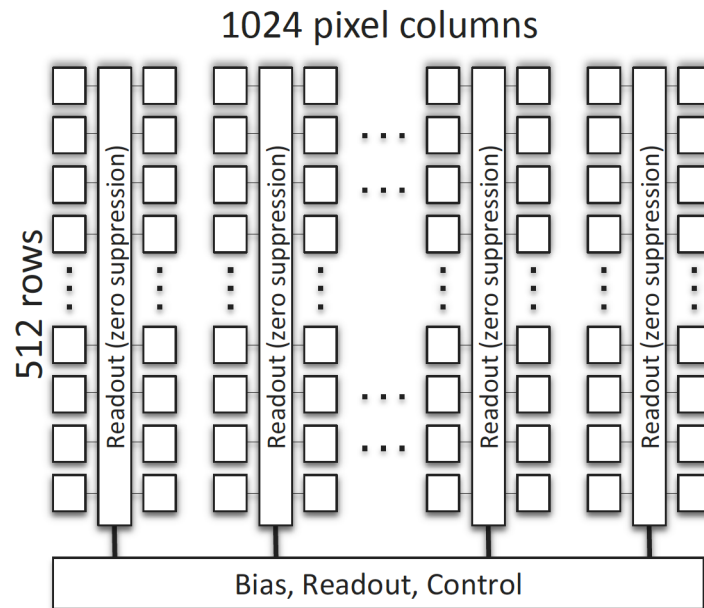 1024 pixel columns
512 rows
Readout (zero suppression)
Readout (zero suppression)
Readout (zero suppression)
Readout (zero suppression)
Bias, Readout, Control